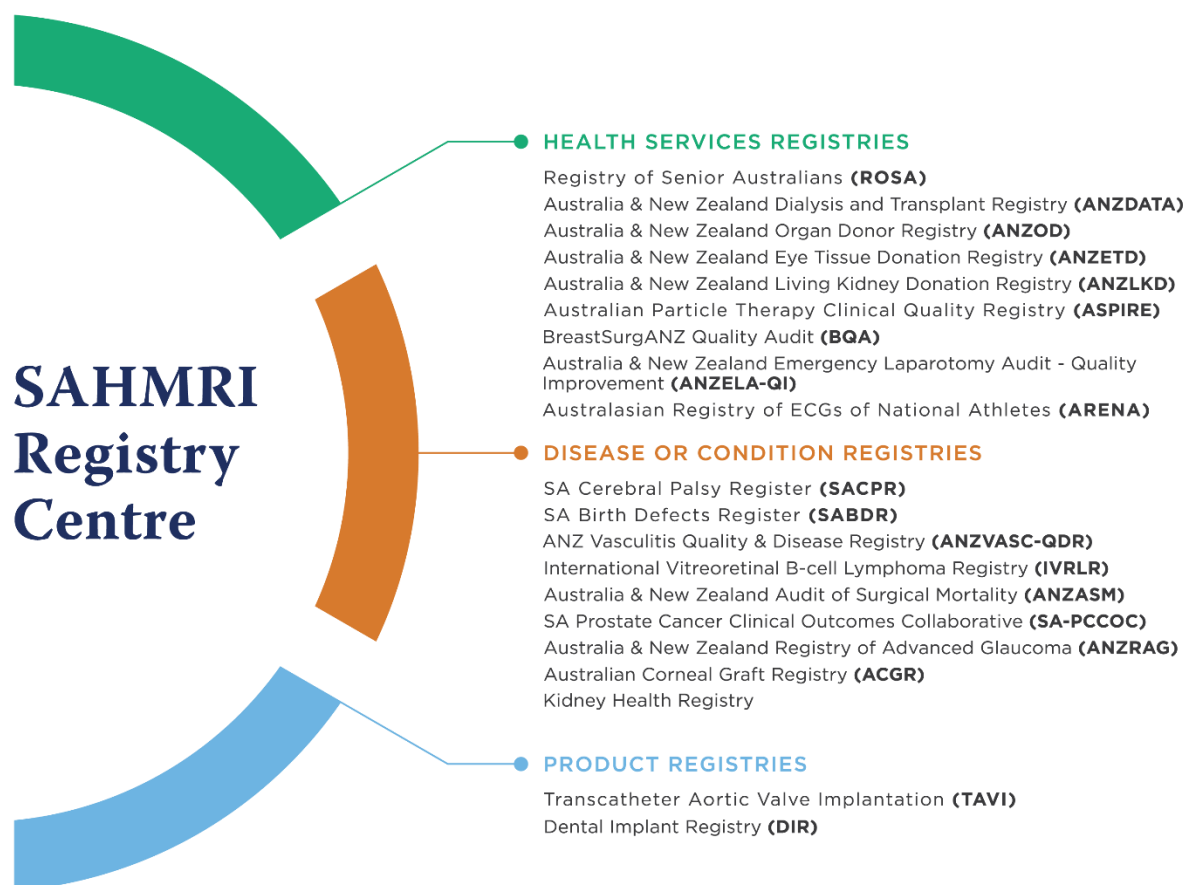 SAHMRI
Registry
Centre
HEALTH SERVICES REGISTRIES
Registry of Senior Australians (ROSA)
Australia & New Zealand Dialysis and Transplant Registry (ANZDATA)
Australia & New Zealand Organ Donor Registry (ANZOD)
Australia & New Zealand Eye Tissue Donation Registry (ANZETD)
Australia & New Zealand Living Kidney Donation Registry (ANZLKD)
Australian Particle Therapy Clinical Quality Registry (ASPIRE)
BreastSurgANZ Quality Audit (BQA)
Australia & New Zealand Emergency Laparotomy Audit - Quality
Improvement (ANZELA-QI)
Australasian Registry of ECGs of National Athletes (ARENA)
DISEASE OR CONDITION REGISTRIES
SA Cerebral Palsy Register (SACPR)
SA Birth Defects Register (SABDR)
ANZ Vasculitis Quality & Disease Registry (ANZVASC-QDR)
International Vitreoretinal B-cell Lymphoma Registry (IVRLR)
Australia & New Zealand Audit of Surgical Mortality (ANZASM)
SA Prostate Cancer Clinical Outcomes Collaborative (SA-PCCOC)
Australia & New Zealand Registry of Advanced Glaucoma (ANZRAG)
Australian Corneal Graft Registry (ACGR)
Kidney Health Registry
PRODUCT REGISTRIES
Transcatheter Aortic Valve Implantation (TAVI)
Dental Implant Registry (DIR)